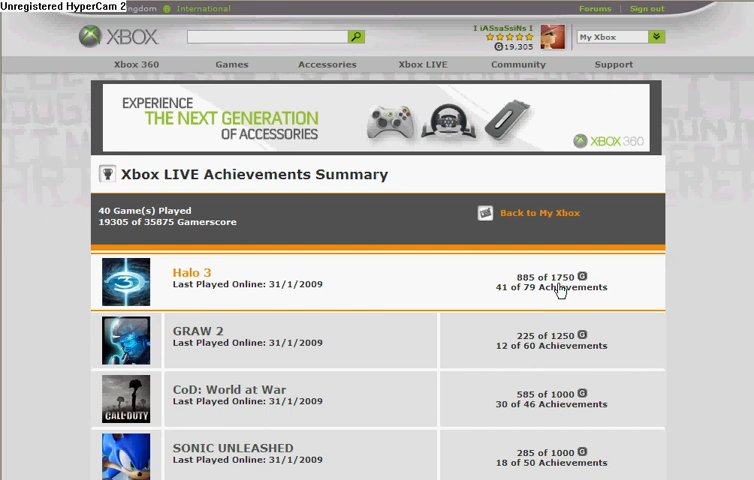 Unregistered HyperCam 2
International
Forums
Sign out
XBOX
I iASsaSsiNs I
19,305
My Xbox
Xbox 360
Games
Accessories
Xbox LIVE
Community
Support
EXPERIENCE
THE NEXT GENERATION
OF ACCESSORIES
XBOX 360
Xbox LIVE Achievements Summary
40 Game(s) Played
19305 of 35875 Gamerscore
Back to My Xbox
Halo 3
Last Played Online: 31/1/2009
885 of 1750 G
41 of 79 Achievements
GRAW 2
Last Played Online: 31/1/2009
225 of 1250 G
12 of 60 Achievements
CALL OF DUTY
CoD: World at War
Last Played Online: 31/1/2009
585 of 1000 G
30 of 46 Achievements
SONIC UNLEASHED
Last Played Online: 31/1/2009
285 of 1000 G
18 of 50 Achievements